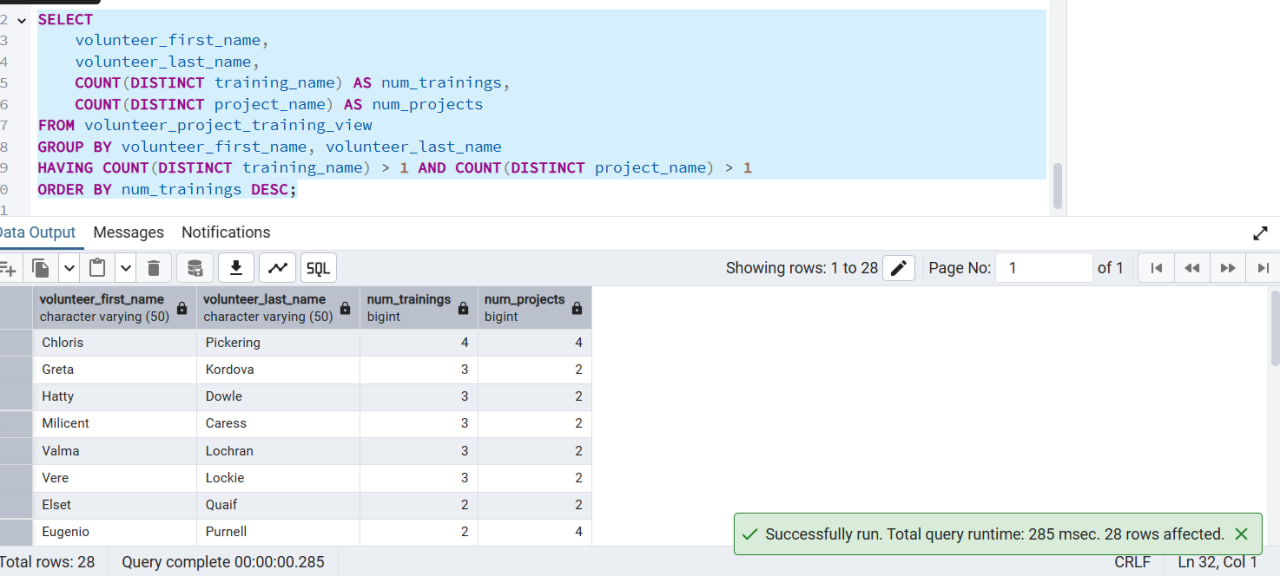 2 SELECT
3 volunteer_first_name,
4 volunteer_last_name,
5 COUNT(DISTINCT training_name) AS num_trainings,
6 COUNT(DISTINCT project_name) AS num_projects
7 FROM volunteer_project_training_view
8 GROUP BY volunteer_first_name, volunteer_last_name
9 HAVING COUNT(DISTINCT training_name) > 1 AND COUNT(DISTINCT project_name) > 1
0 ORDER BY num_trainings DESC;
1
Data Output Messages Notifications
SQL Showing rows: 1 to 28 Page No: 1 of 1
volunteer_first_name volunteer_last_name num_trainings num_projects
character varying (50) character varying (50) bigint bigint
Chloris Pickering 4 4
Greta Kordova 3 2
Hatty Dowle 3 2
Milicent Caress 3 2
Valma Lochran 3 2
Vere Lockie 3 2
Elset Quaif 2 2
Eugenio Purnell 2 4
Successfully run. Total query runtime: 285 msec. 28 rows affected.
Total rows: 28 Query complete 00:00:00.285 CRLF Ln 32, Col 1